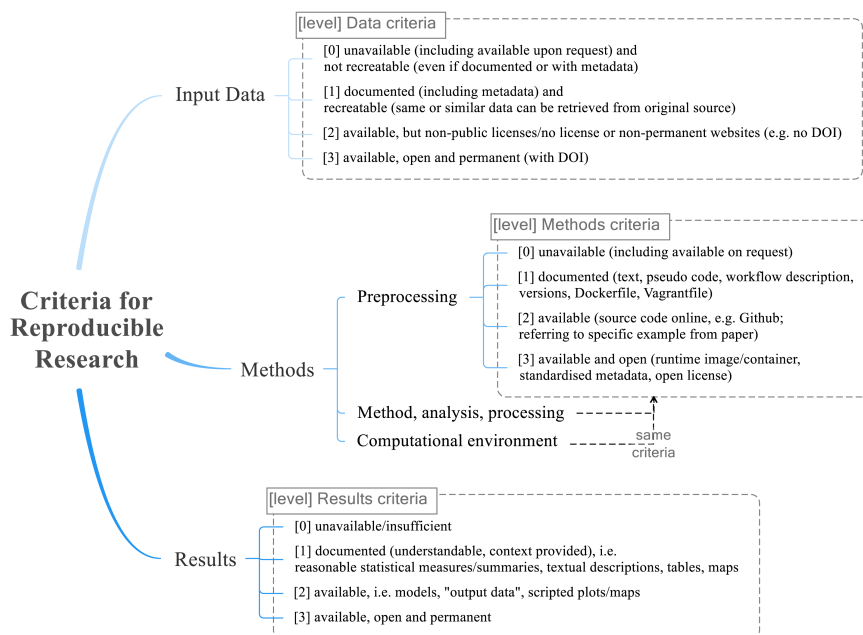 [level] Data criteria
[0] unavailable (including available upon request) and
not recreatable (even if documented or with metadata)
Input Data
[1] documented (including metadata) and
recreatable (same or similar data can be retrieved from original source)
[2] available, but non-public licenses/no license or non-permanent websites (e.g. no DOI)
[3] available, open and permanent (with DOI)
[level] Methods criteria
[0] unavailable (including available on request)
Preprocessing
[1] documented (text, pseudo code, workflow description,
versions, Dockerfile, Vagrantfile)
[2] available (source code online, e.g. Github;
referring to specific example from paper)
[3] available and open (runtime image/container,
standardised metadata, open license)
Criteria for
Reproducible
Research
Methods
Method, analysis, processing
Computational environment
same
criteria
[level] Results criteria
[0] unavailable/insufficient
Results
[1] documented (understandable, context provided), i.e.
reasonable statistical measures/summaries, textual descriptions, tables, maps
[2] available, i.e. models, "output data", scripted plots/maps
[3] available, open and permanent